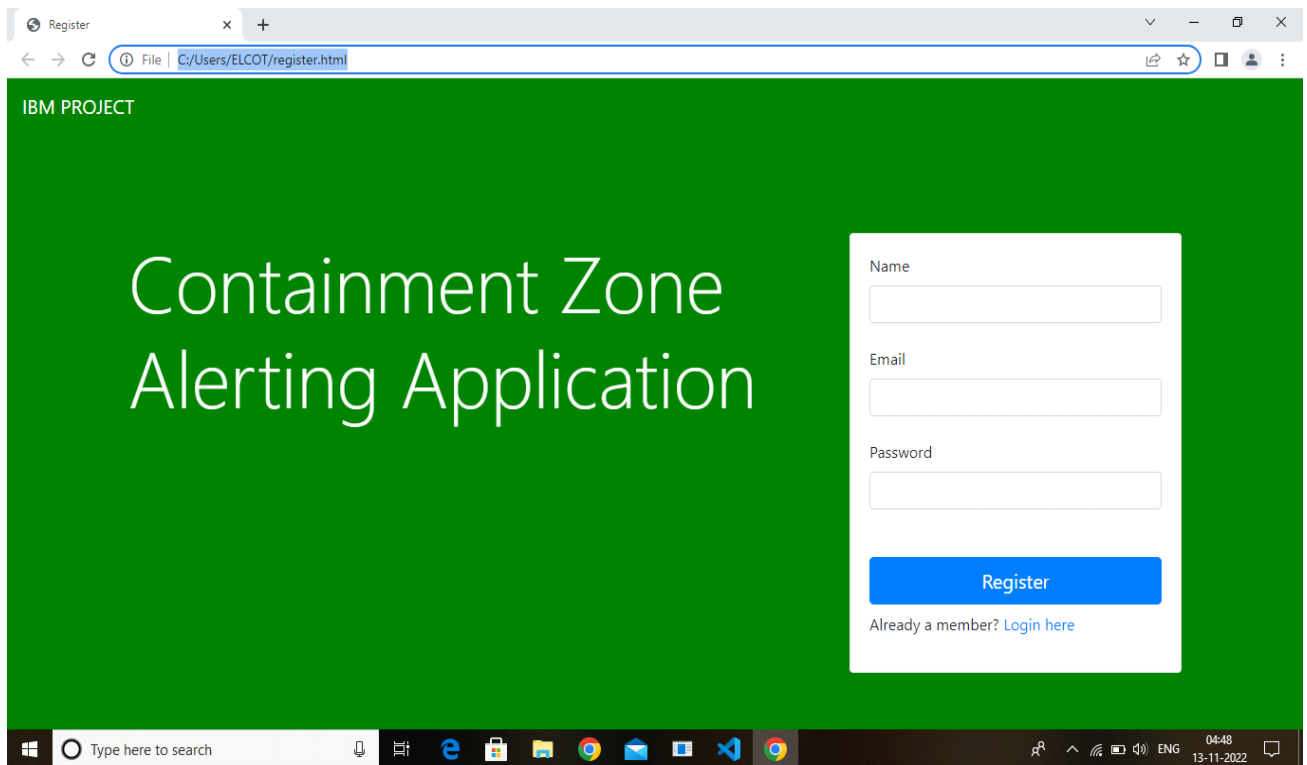 Register
File
C:/Users/ELCOT/register.html
IBM PROJECT
Containment Zone
Alerting Application
Name
Email
Password
Register
Already a member? Login here
Type here to search
ENG
04:48
13-11-2022